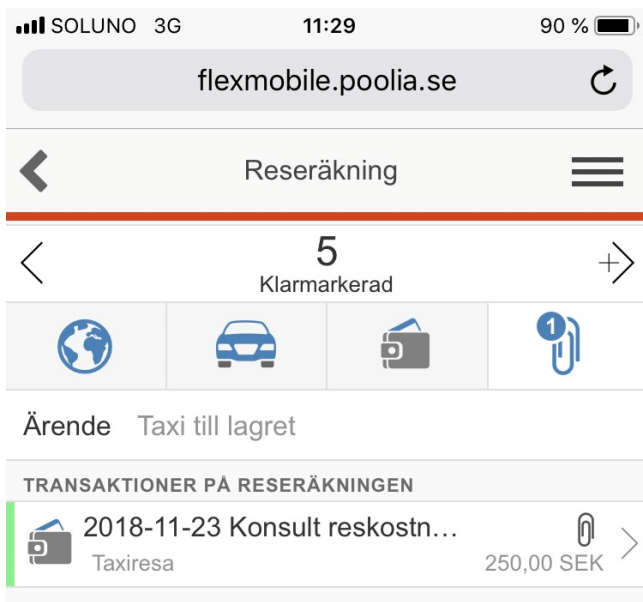 SOLUNO 3G 11:29 90 %
flexmobile.poolia.se
Reseräkning
5
Klarmarkerad
1
Ärende Taxi till lagret
TRANSAKTIONER PÅ RESERÄKNINGEN
2018-11-23 Konsult reskostn…
Taxiresa 250,00 SEK